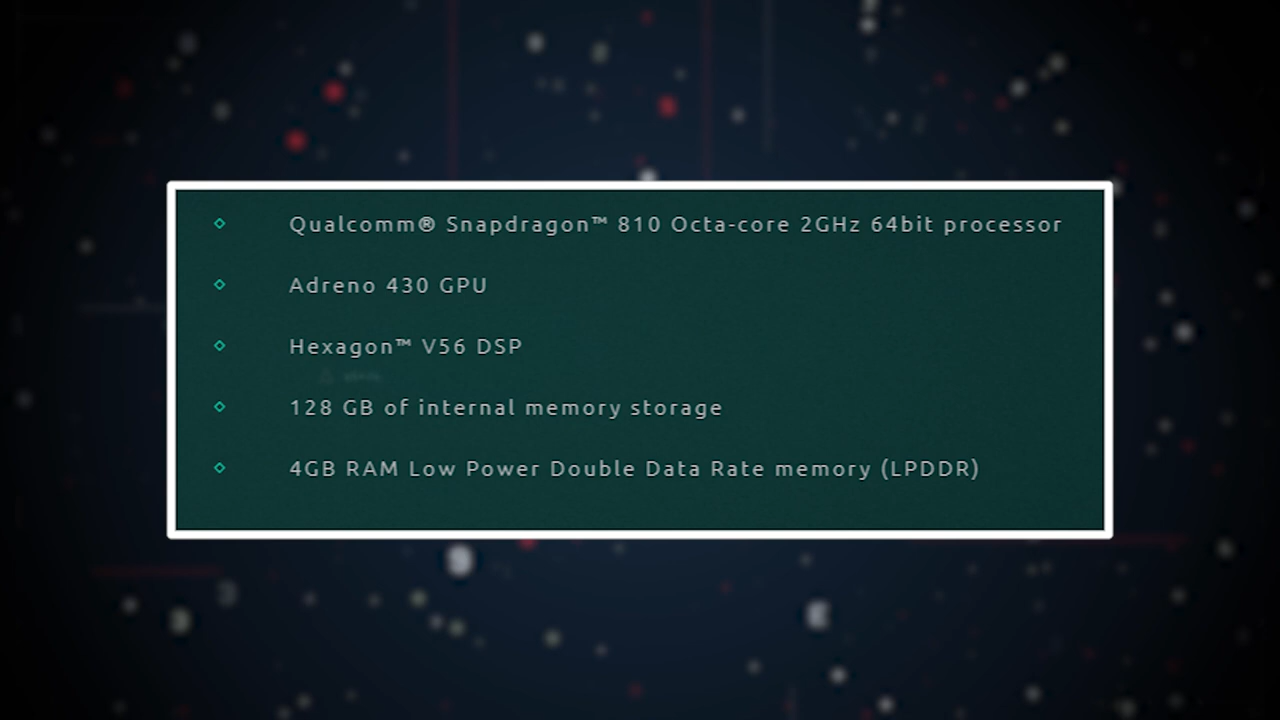 Qualcomm® Snapdragon™ 810 Octa-core 2GHz 64bit processor
Adreno 430 GPU
Hexagon™ V56 DSP
128 GB of internal memory storage
4GB RAM Low Power Double Data Rate memory (LPDDR)